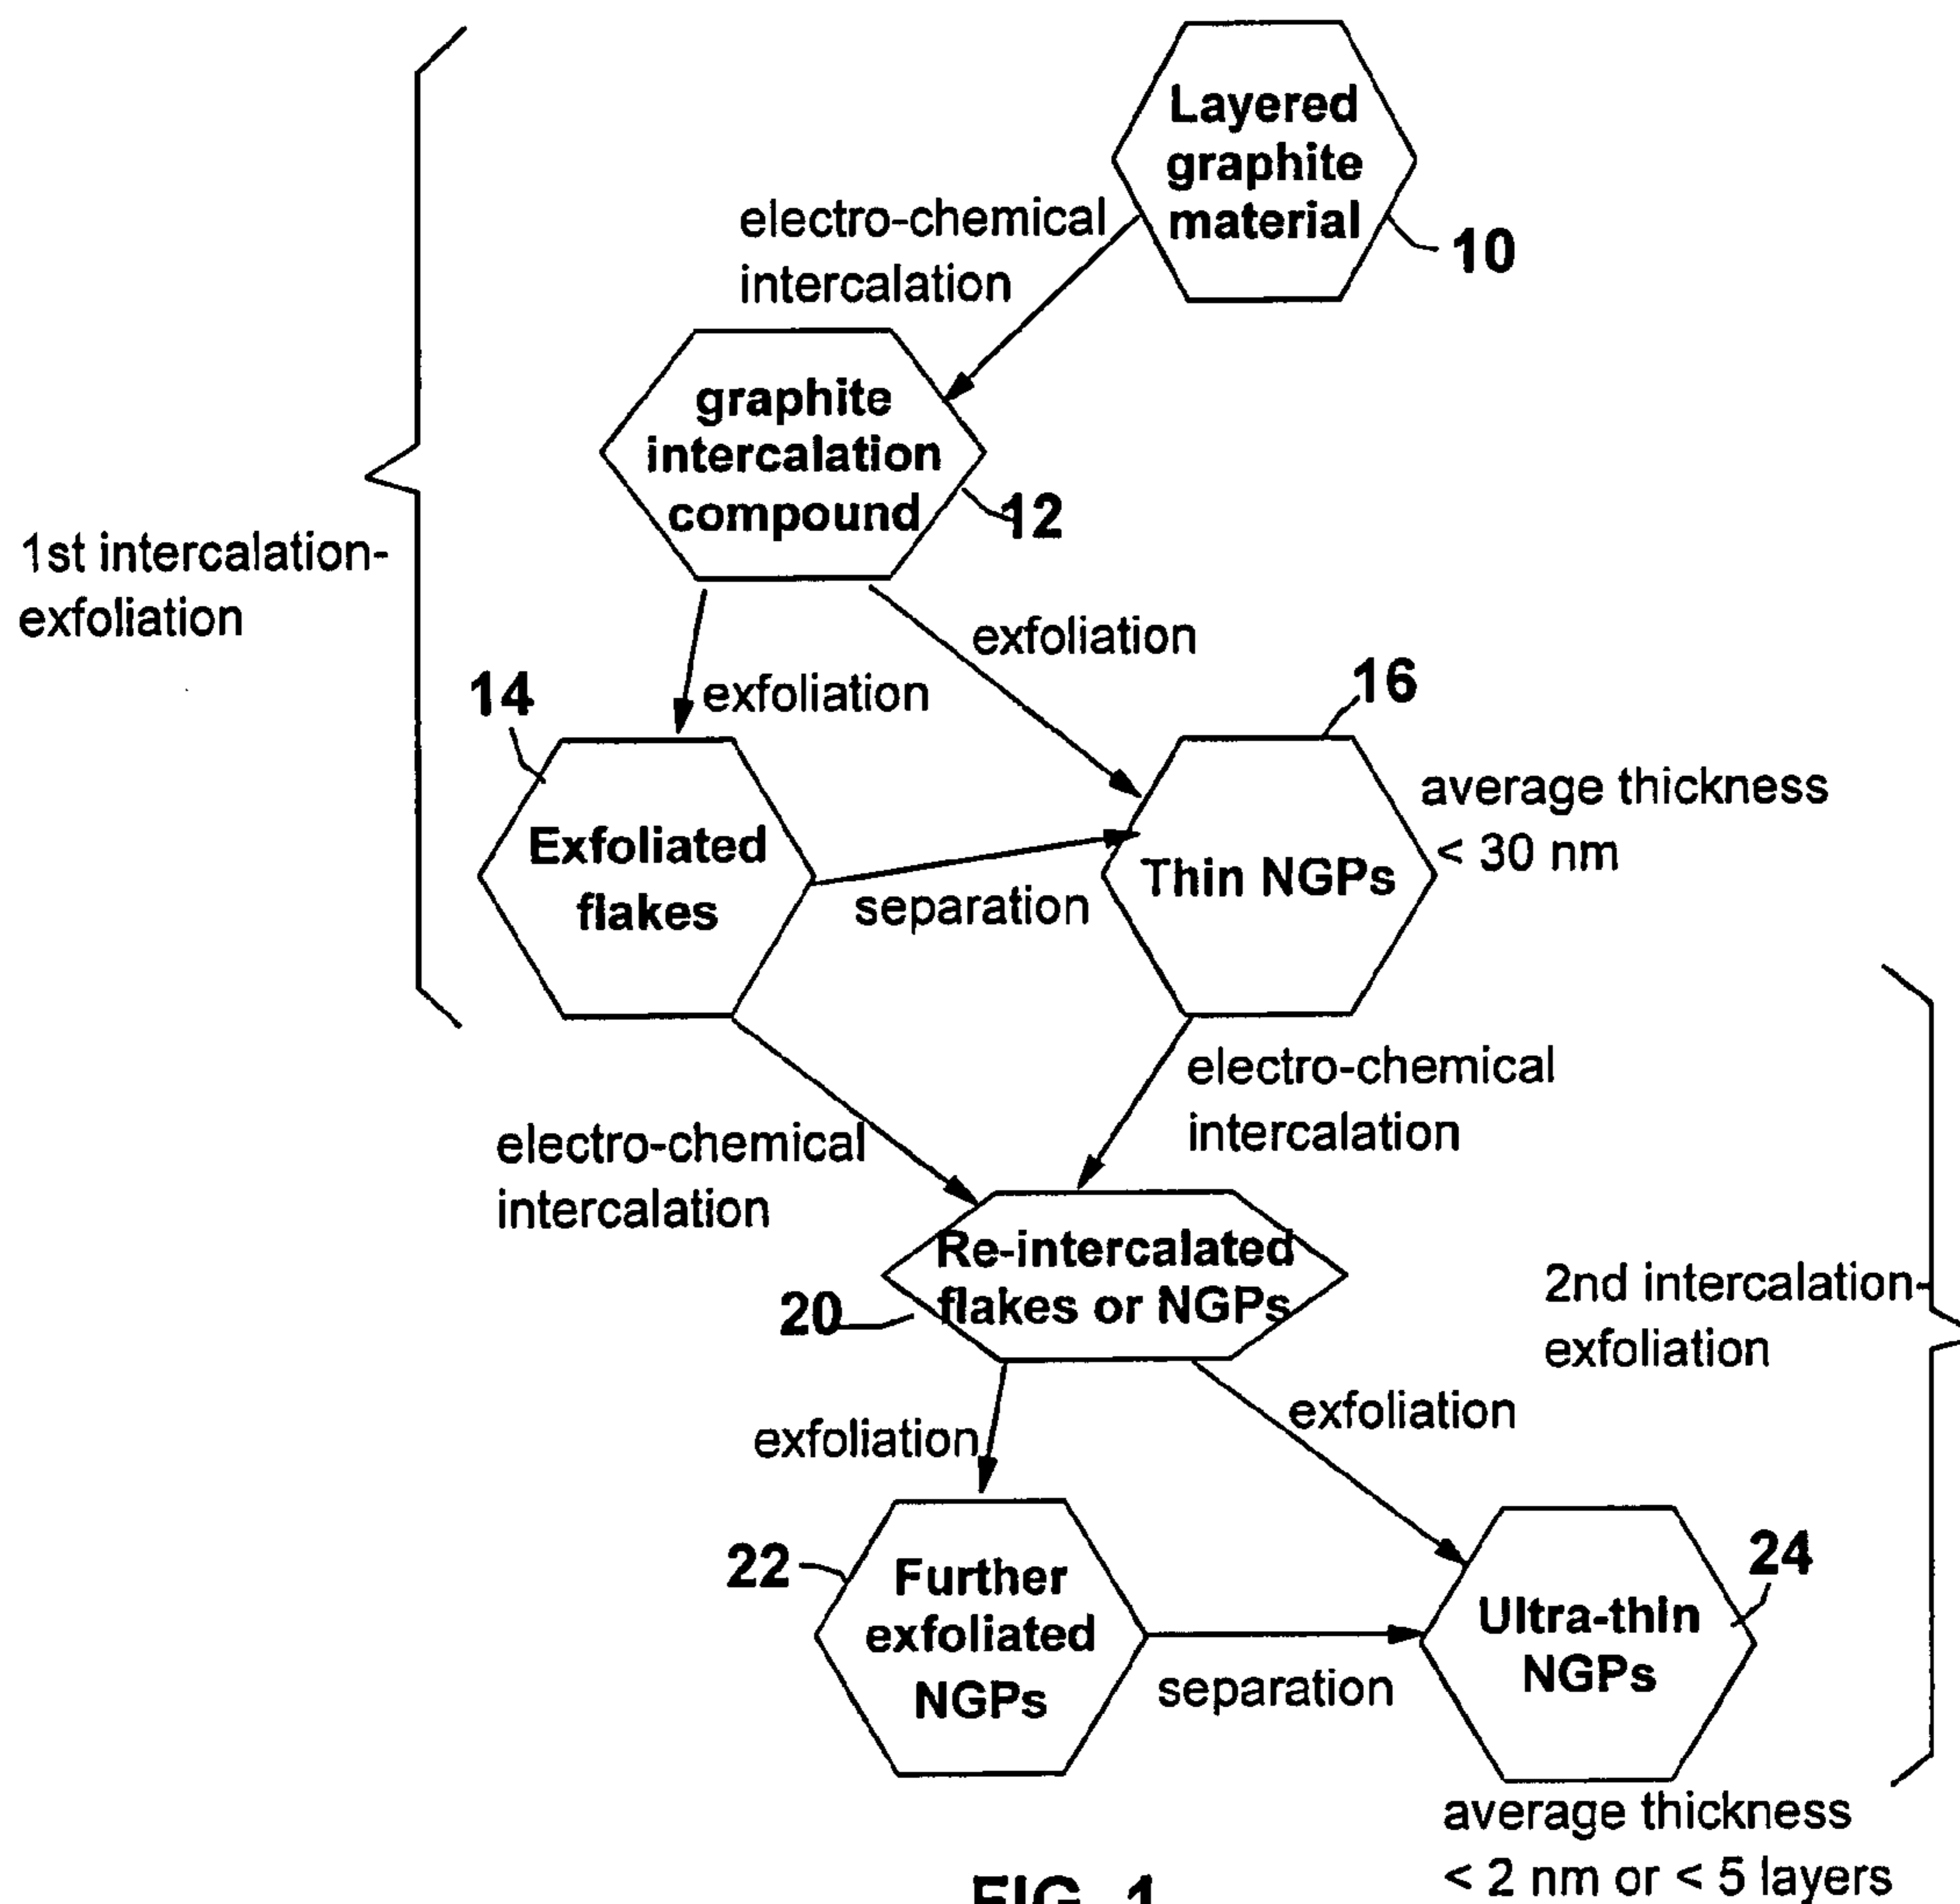 Layered
graphite
material
10
electro-chemical
intercalation
graphite
intercalation
compound
12
1st intercalation-
exfoliation
exfoliation
exfoliation
14
16
Exfoliated
flakes
separation
Thin NGPs
average thickness
< 30 nm
electro-chemical
intercalation
electro-chemical
intercalation
Re-intercalated
flakes or NGPs
20
2nd intercalation-
exfoliation
exfoliation
exfoliation
22
Further
exfoliated
NGPs
separation
24
Ultra-thin
NGPs
average thickness
< 2 nm or < 5 layers
FIG. 1